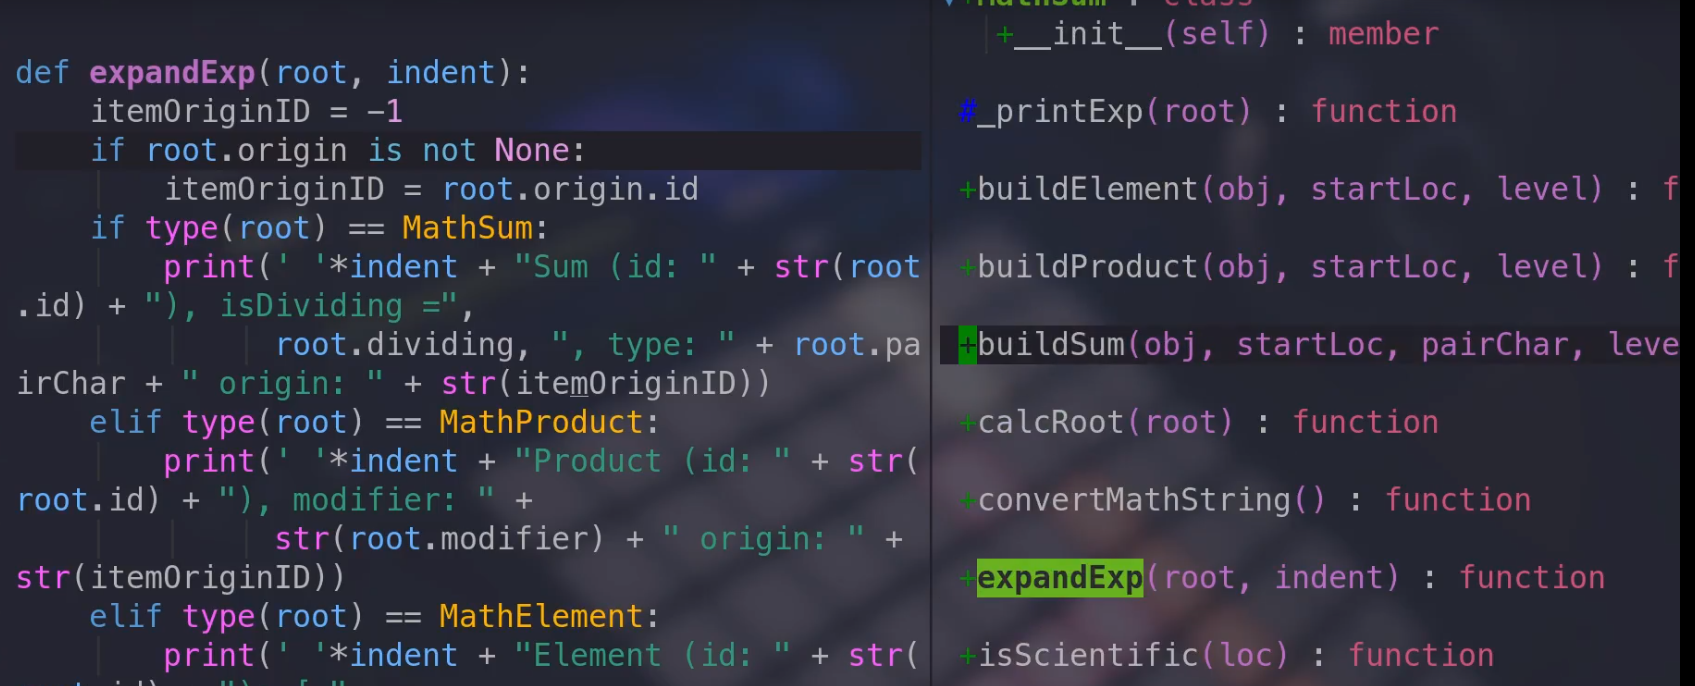 def expandExp(root, indent):
    itemOriginID = -1
    if root.origin is not None:
        itemOriginID = root.origin.id
    if type(root) == MathSum:
        print(' '*indent + "Sum (id: " + str(root
.id) + "), isDividing =",
              root.dividing, ", type: " + root.pa
irChar + " origin: " + str(itemOriginID))
    elif type(root) == MathProduct:
        print(' '*indent + "Product (id: " + str(
root.id) + "), modifier: " +
              str(root.modifier) + " origin: " +
str(itemOriginID))
    elif type(root) == MathElement:
        print(' '*indent + "Element (id: " + str(
▼+MathSum : class
  +__init__(self) : member
#_printExp(root) : function
+buildElement(obj, startLoc, level) : f
+buildProduct(obj, startLoc, level) : f
+buildSum(obj, startLoc, pairChar, leve
+calcRoot(root) : function
+convertMathString() : function
+expandExp(root, indent) : function
+isScientific(loc) : function